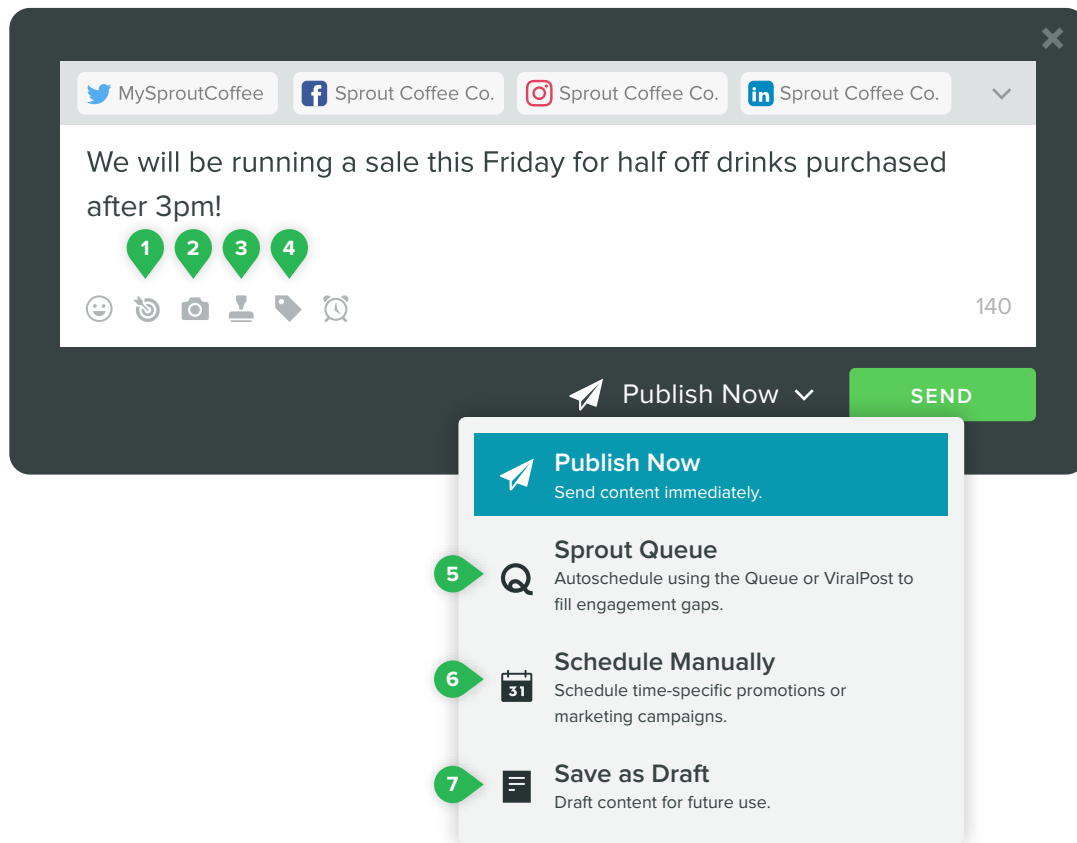 MySproutCoffee
Sprout Coffee Co.
Sprout Coffee Co.
in Sprout Coffee Co.
We will be running a sale this Friday for half off drinks purchased
after 3pm!
1 2 3 4
140
Publish Now
SEND
Publish Now
Send content immediately.
Sprout Queue
5
Q
Autoschedule using the Queue or ViralPost to
fill engagement gaps.
Schedule Manually
6
31
Schedule time-specific promotions or
marketing campaigns.
Save as Draft
7
Draft content for future use.